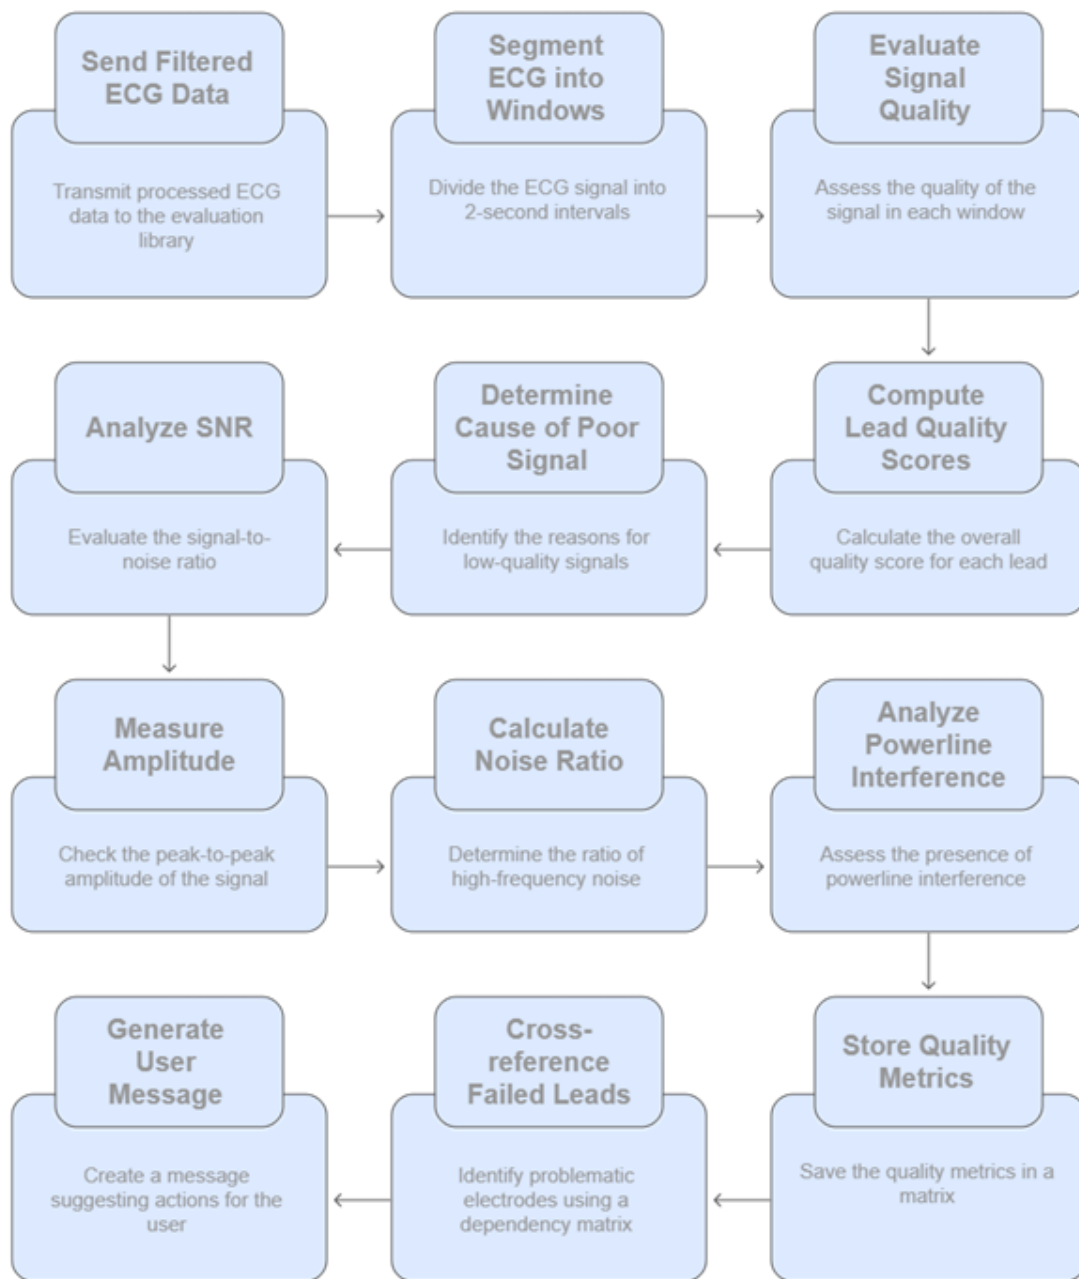 Send Filtered
ECG Data
Transmit processed ECG
data to the evaluation
library
Segment
ECG into
Windows
Divide the ECG signal into
2-second intervals
Evaluate
Signal
Quality
Assess the quality of the
signal in each window
Compute
Lead Quality
Scores
Calculate the overall
quality score for each lead
Determine
Cause of Poor
Signal
Identify the reasons for
low-quality signals
Analyze SNR
Evaluate the signal-to-
noise ratio
Measure
Amplitude
Check the peak-to-peak
amplitude of the signal
Calculate
Noise Ratio
Determine the ratio of
high-frequency noise
Analyze
Powerline
Interference
Assess the presence of
powerline interference
Store Quality
Metrics
Save the quality metrics in a
matrix
Cross-
reference
Failed Leads
Identify problematic
electrodes using a
dependency matrix
Generate
User
Message
Create a message
suggesting actions for the
user